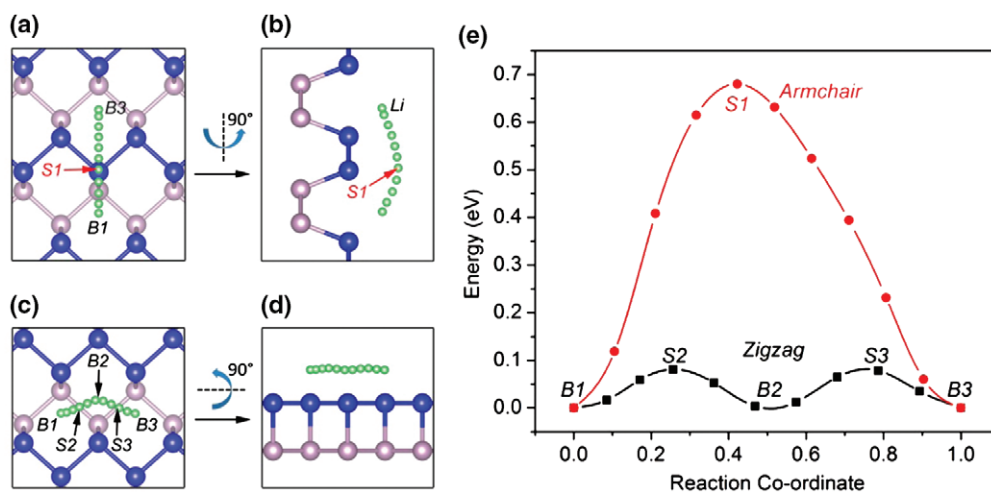 (a)
B3
S1
B1
90°
(b)
Li
S1
(c)
B2
B1
B3
S2
S3
90°
(d)
(e)
0.7
0.6
0.5
0.4
0.3
0.2
0.1
0.0
Energy (eV)
S1
Armchair
Zigzag
S2
S3
B1
B2
B3
0.0
0.2
0.4
0.6
0.8
1.0
Reaction Co-ordinate